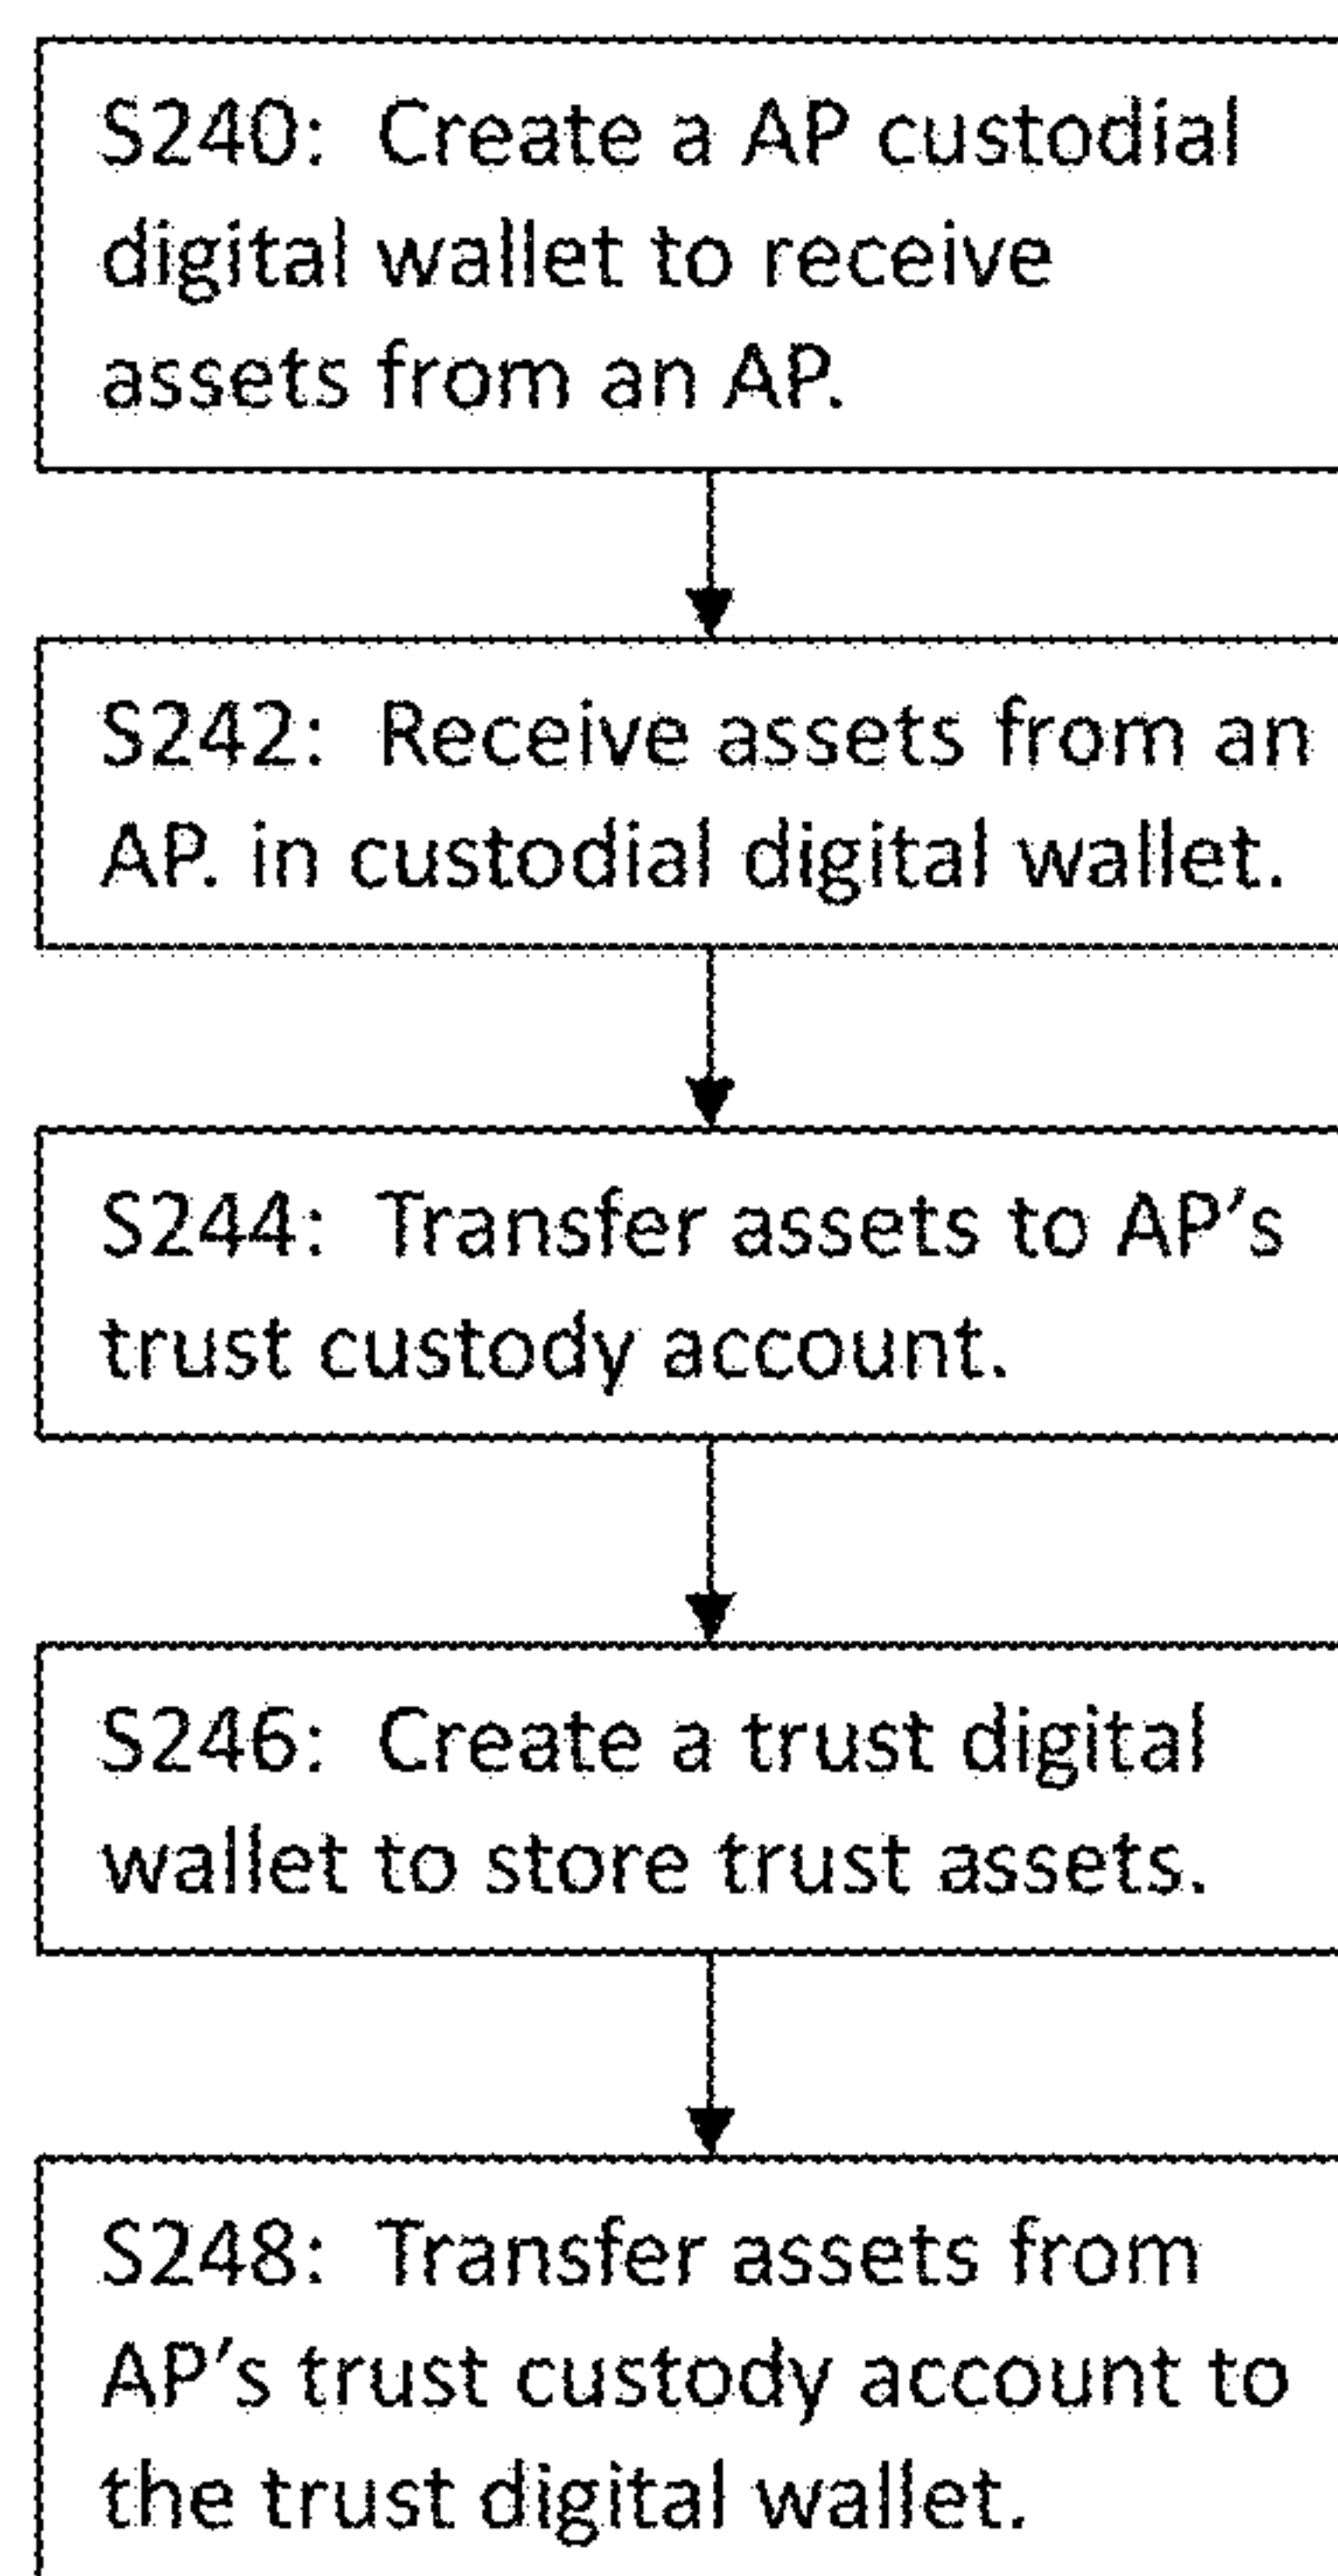 S240:  Create a AP custodial
digital wallet to receive
assets from an AP.
S242:  Receive assets from an
AP. in custodial digital wallet.
S244:  Transfer assets to AP’s
trust custody account.
S246:  Create a trust digital
wallet to store trust assets.
S248:  Transfer assets from
AP’s trust custody account to
the trust digital wallet.